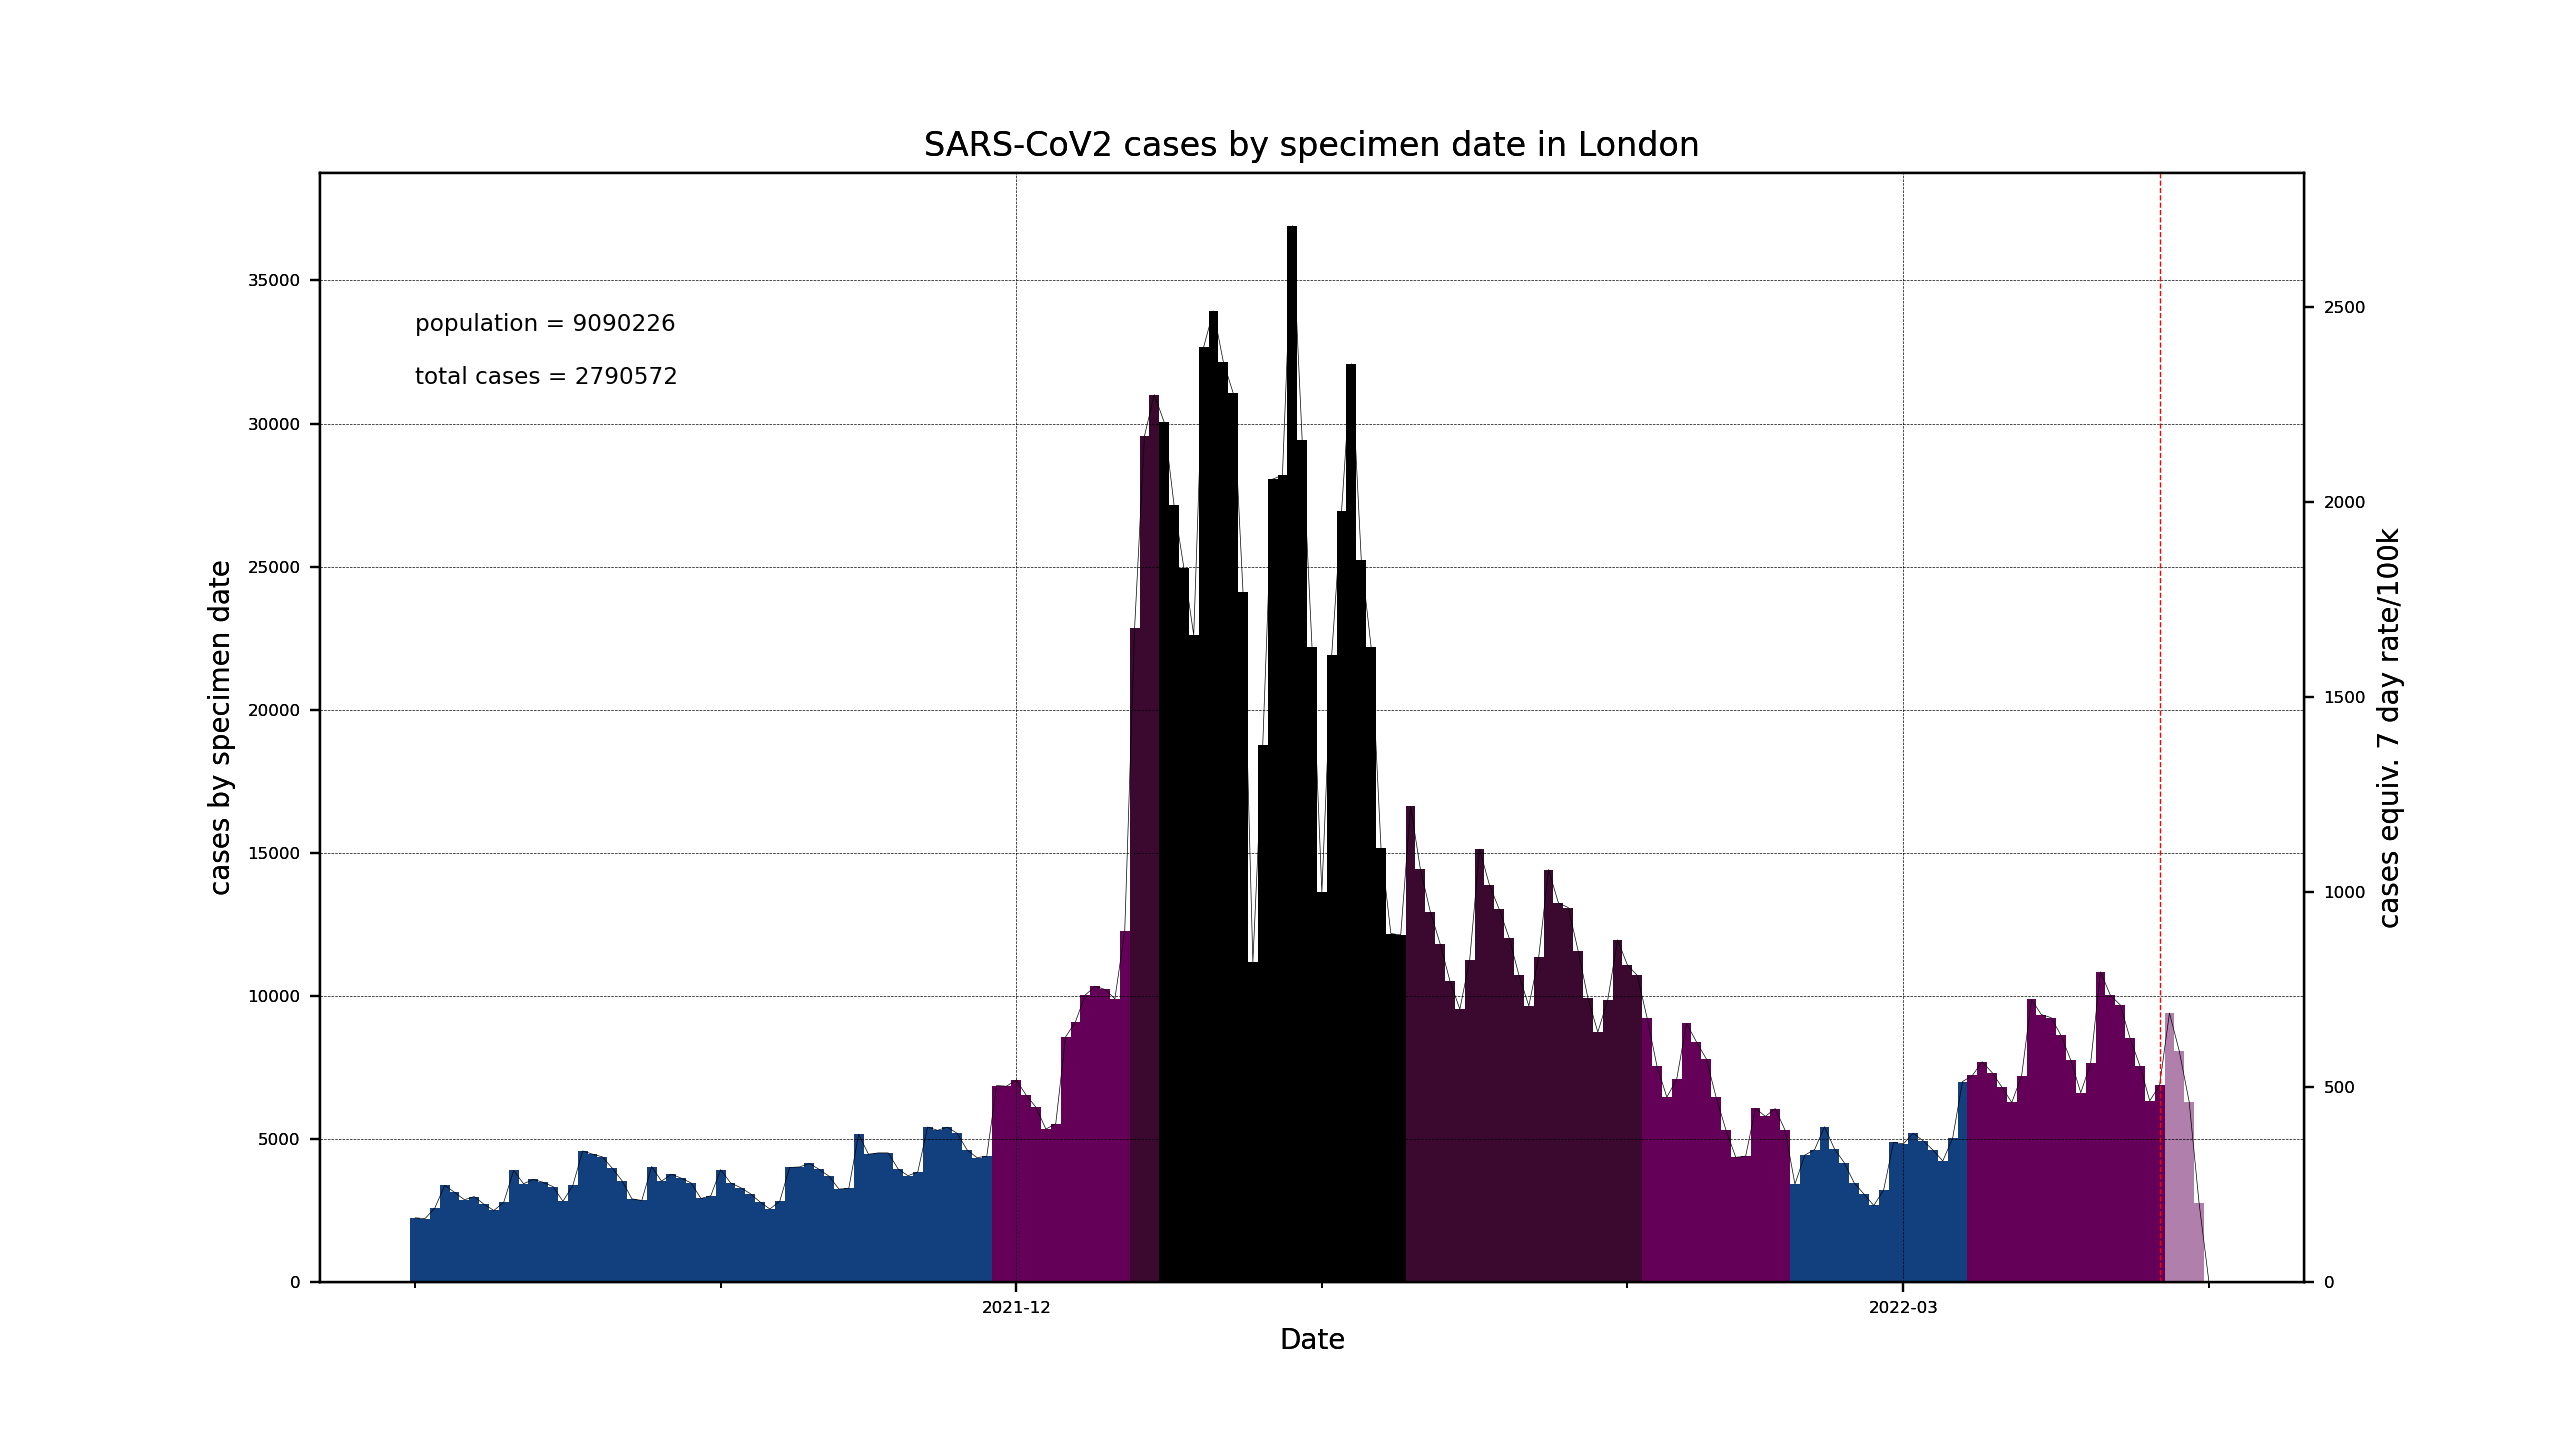 SARS-CoV2 cases by specimen date in London
population = 9090226
total cases = 2790572
cases by specimen date
35000
30000
25000
20000
15000
10000
5000
0
2500
2000
1500
1000
500
0
cases equiv. 7 day rate/100k
2021-12
2022-03
Date